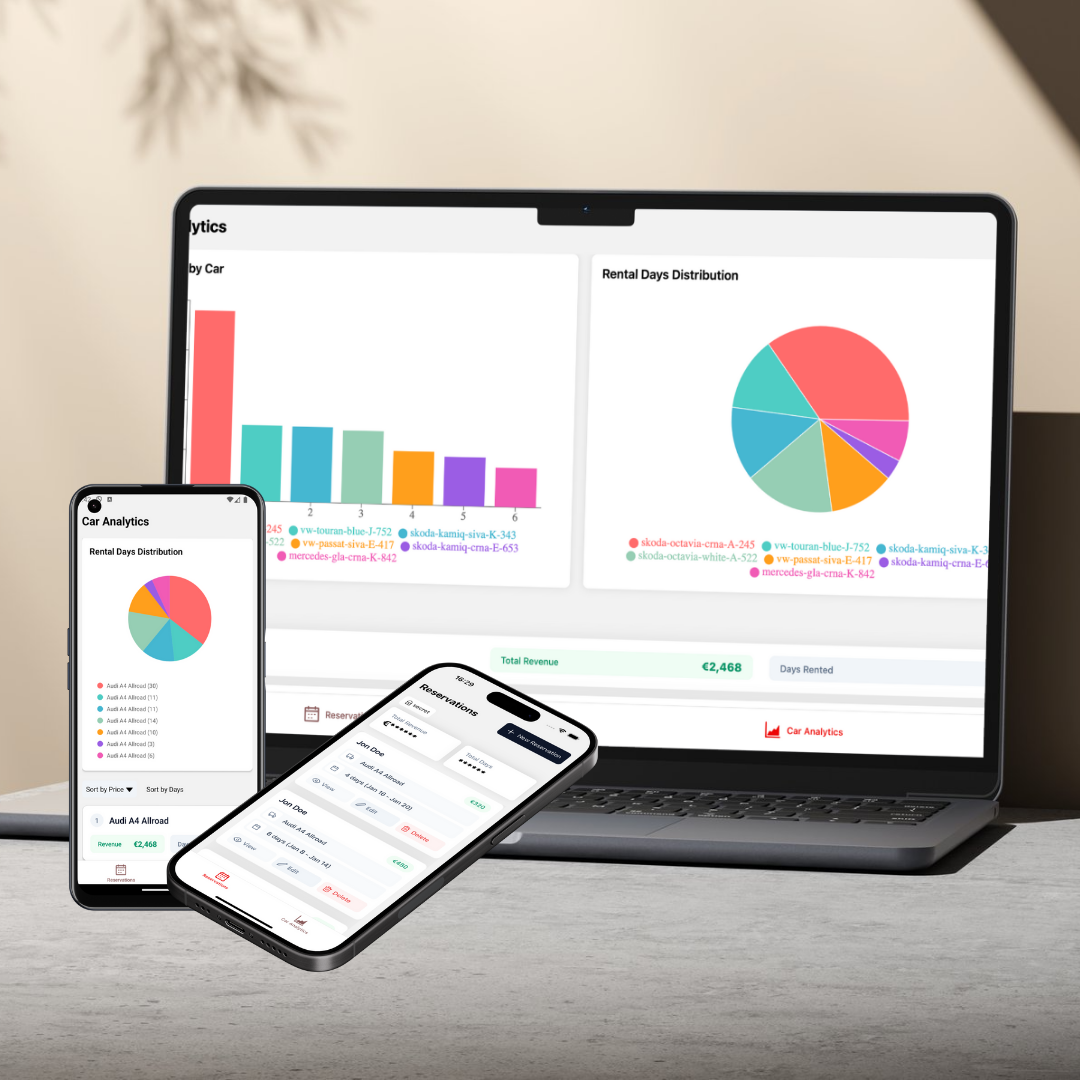 lytics
by Car
2
3
4
5
6
245
vw-touran-blue-J-752
skoda-kamiq-siva-K-343
-522
vw-passat-siva-E-417
skoda-kamiq-crna-E-653
mercedes-gla-crna-K-842
Rental Days Distribution
skoda-octavia-crna-A-245
vw-touran-blue-J-752
skoda-kamiq-siva-K-3
skoda-octavia-white-A-522
vw-passat-siva-E-417
skoda-kamiq-crna-E-6
mercedes-gla-crna-K-842
Total Revenue
€2,468
Days Rented
Reservati
Car Analytics
Car Analytics
Rental Days Distribution
Audi A4 Allroad (30)
Audi A4 Allroad (11)
Audi A4 Allroad (11)
Audi A4 Allroad (14)
Audi A4 Allroad (10)
Audi A4 Allroad (3)
Audi A4 Allroad (6)
Sort by Price ▼
Sort by Days
1
Audi A4 Allroad
Revenue
€2,468
Day
Reservations
16:29
Reservations
secret
+ New Reservation
Total Revenue
€••••••
Total Days
••••••
Jon Doe
€320
Audi A4 Allroad
4 days (Jan 16 - Jan 20)
View
Edit
Delete
Jon Doe
€480
Audi A4 Allroad
6 days (Jan 8 - Jan 14)
View
Edit
Delete
Reservations
Car Analytics